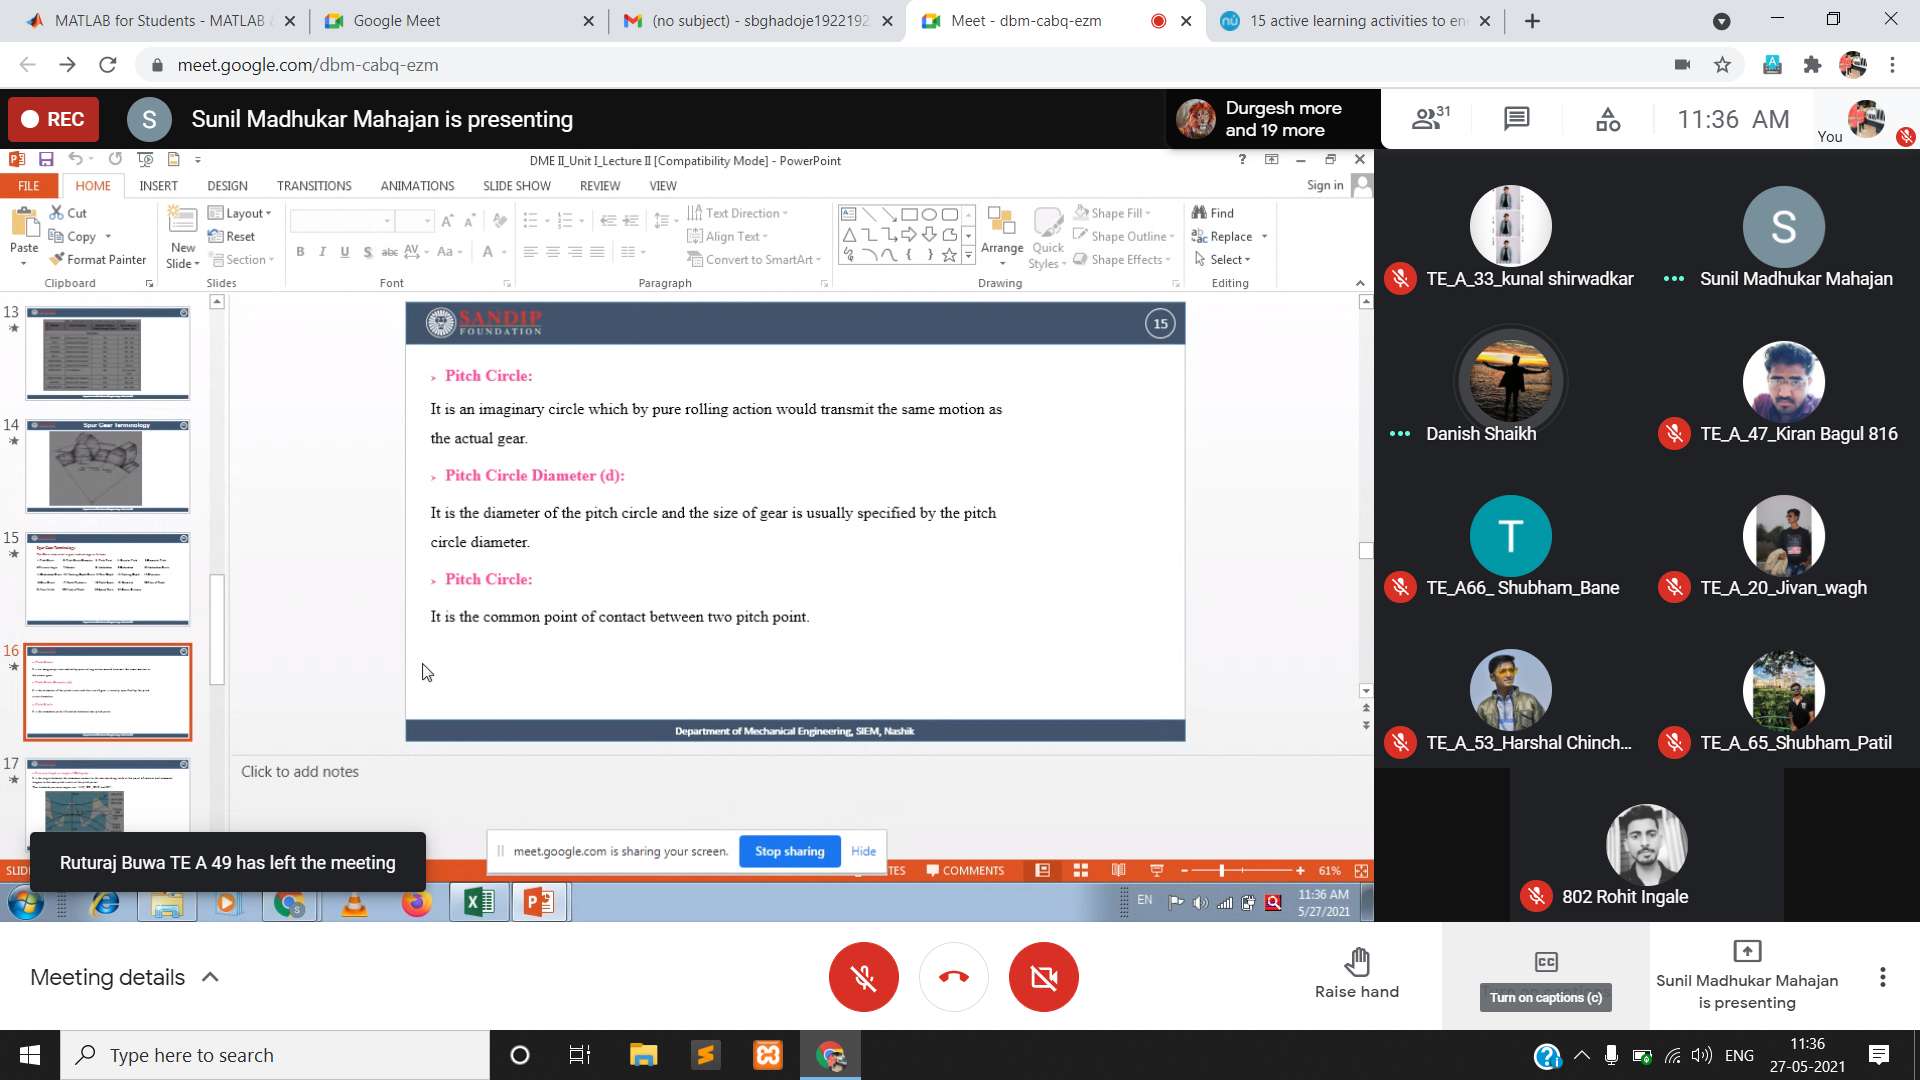 MATLAB for Students - MATLAB &
Google Meet
(no subject) - sbghadoje1922192
Meet - dbm-cabq-ezm
15 active learning activities to en
meet.google.com/dbm-cabq-ezm
REC
S
Sunil Madhukar Mahajan is presenting
Durgesh more
and 19 more
31
11:36 AM
You
DME II_Unit I_Lecture II [Compatibility Mode] - PowerPoint
FILE
HOME
INSERT
DESIGN
TRANSITIONS
ANIMATIONS
SLIDE SHOW
REVIEW
VIEW
Sign in
Paste
Cut
Copy
Format Painter
Clipboard
New
Slide
Layout
Reset
Section
Slides
B I U S abc AV Aa A
Font
Text Direction
Align Text
Convert to SmartArt
Paragraph
Arrange
Quick
Styles
Shape Fill
Shape Outline
Shape Effects
Drawing
Find
Replace
Select
Editing
13
14
Spur Gear Terminology
15
16
17
SANDIP
FOUNDATION
15
Pitch Circle:
It is an imaginary circle which by pure rolling action would transmit the same motion as
the actual gear.
Pitch Circle Diameter (d):
It is the diameter of the pitch circle and the size of gear is usually specified by the pitch
circle diameter.
Pitch Circle:
It is the common point of contact between two pitch point.
Department of Mechanical Engineering, SIEM, Nashik
Click to add notes
meet.google.com is sharing your screen.
Stop sharing
Hide
Ruturaj Buwa TE A 49 has left the meeting
COMMENTS
61%
EN
11:36 AM
5/27/2021
TE_A_33_kunal shirwadkar
S
Sunil Madhukar Mahajan
Danish Shaikh
TE_A_47_Kiran Bagul 816
T
TE_A66_ Shubham_Bane
TE_A_20_Jivan_wagh
TE_A_53_Harshal Chinch...
TE_A_65_Shubham_Patil
802 Rohit Ingale
Meeting details
Raise hand
CC
Turn on captions (c)
Sunil Madhukar Mahajan
is presenting
Type here to search
ENG
11:36
27-05-2021